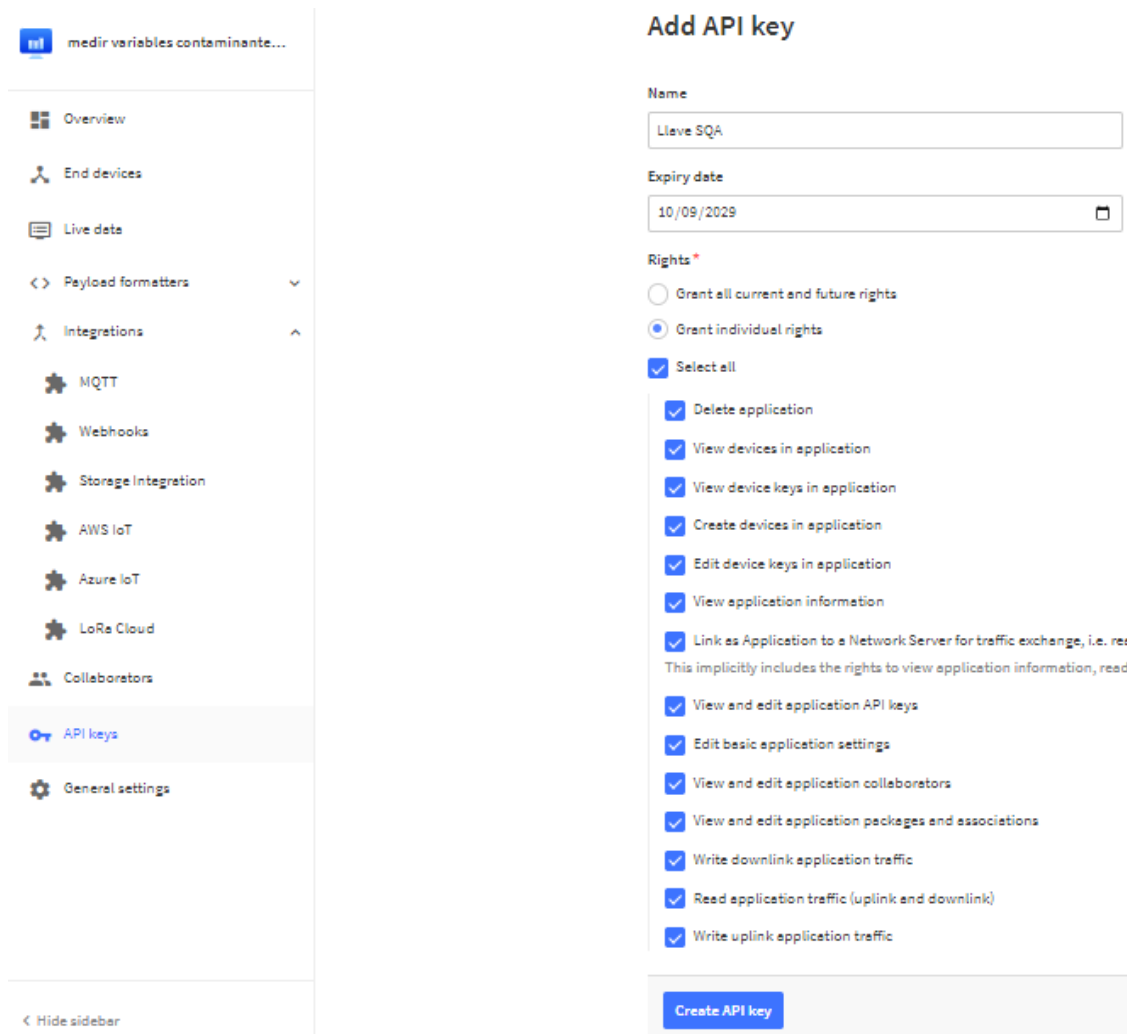 medir variables contaminante...
Overview
End devices
Live data
Payload formatters
Integrations
MQTT
Webhooks
Storage Integration
AWS IoT
Azure IoT
LoRa Cloud
Collaborators
API keys
General settings
< Hide sidebar
Add API key
Name
Llave SQA
Expiry date
10/09/2029
Rights*
Grant all current and future rights
Grant individual rights
Select all
Delete application
View devices in application
View device keys in application
Create devices in application
Edit device keys in application
View application information
Link as Application to a Network Server for traffic exchange, i.e. rea
This implicitly includes the rights to view application information, read
View and edit application API keys
Edit basic application settings
View and edit application collaborators
View and edit application packages and associations
Write downlink application traffic
Read application traffic (uplink and downlink)
Write uplink application traffic
Create API key